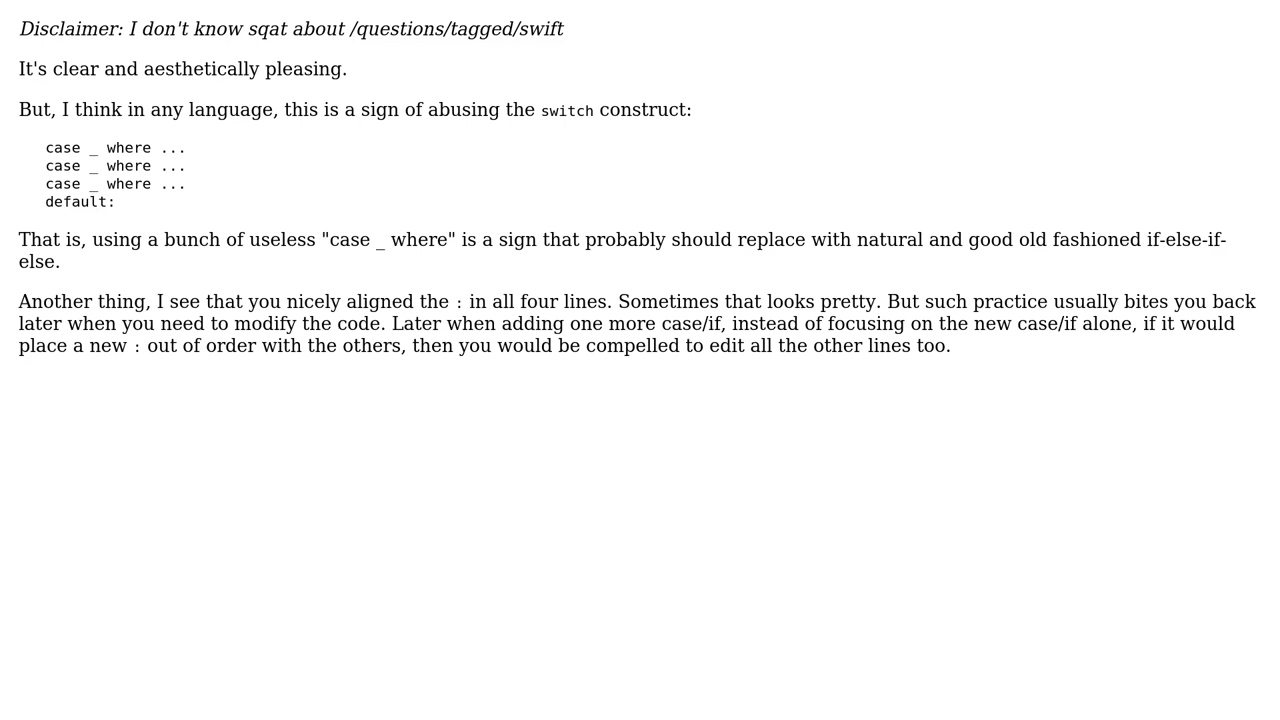 Disclaimer: I don't know sqat about /questions/tagged/swift
It's clear and aesthetically pleasing.
But, I think in any language, this is a sign of abusing the switch construct:
case _ where ...
case _ where ...
case _ where ...
default:
That is, using a bunch of useless "case _ where" is a sign that probably should replace with natural and good old fashioned if-else-if-
else.
Another thing, I see that you nicely aligned the : in all four lines. Sometimes that looks pretty. But such practice usually bites you back
later when you need to modify the code. Later when adding one more case/if, instead of focusing on the new case/if alone, if it would
place a new : out of order with the others, then you would be compelled to edit all the other lines too.